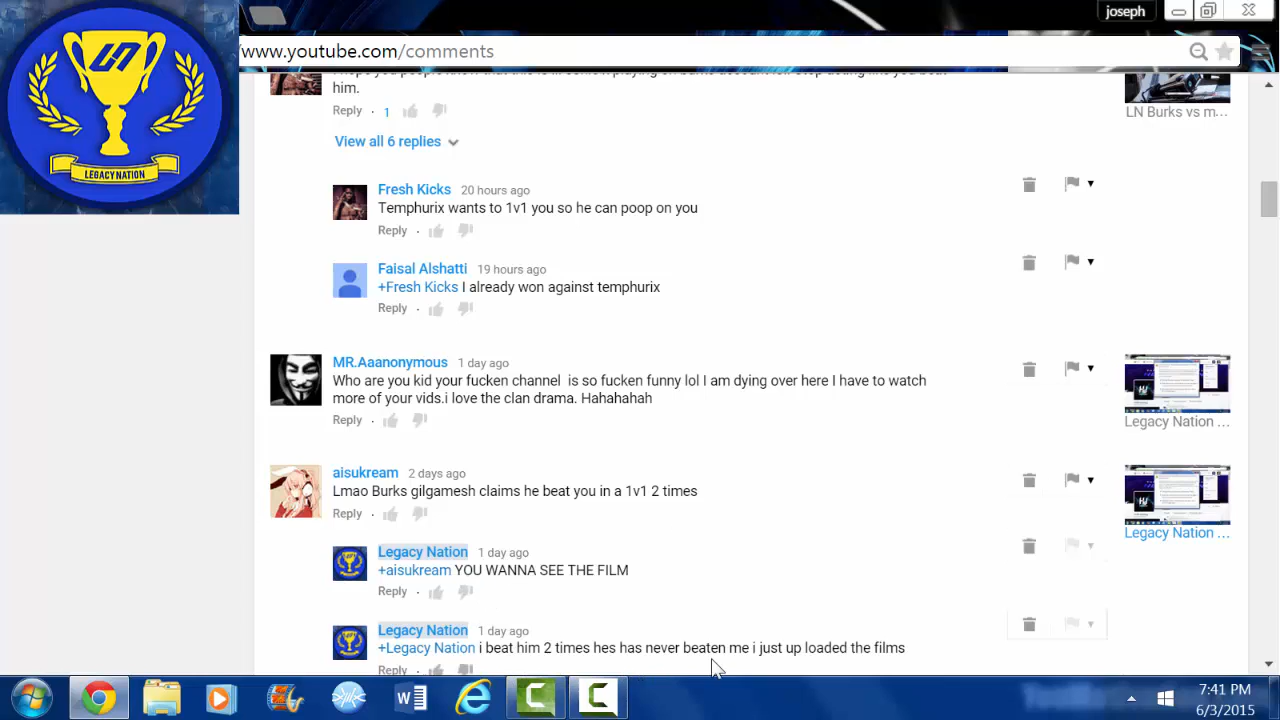 joseph
www.youtube.com/comments
LEGACY NATION
him.
Reply · 1
LN Burks vs m...
View all 6 replies
Fresh Kicks 20 hours ago
Temphurix wants to 1v1 you so he can poop on you
Reply ·
Faisal Alshatti 19 hours ago
+Fresh Kicks I already won against temphurix
Reply ·
MR.Aaanonymous 1 day ago
Who are you kid your fucken channel is so fucken funny lol I am dying over here I have to watch
more of your vids.I love the clan drama. Hahahahah
Reply ·
Legacy Nation ...
aisukream 2 days ago
Lmao Burks gilgamesh claims he beat you in a 1v1 2 times
Reply ·
Legacy Nation ...
Legacy Nation 1 day ago
+aisukream YOU WANNA SEE THE FILM
Reply ·
Legacy Nation 1 day ago
+Legacy Nation i beat him 2 times hes has never beaten me i just up loaded the films
Reply ·
7:41 PM
6/3/2015